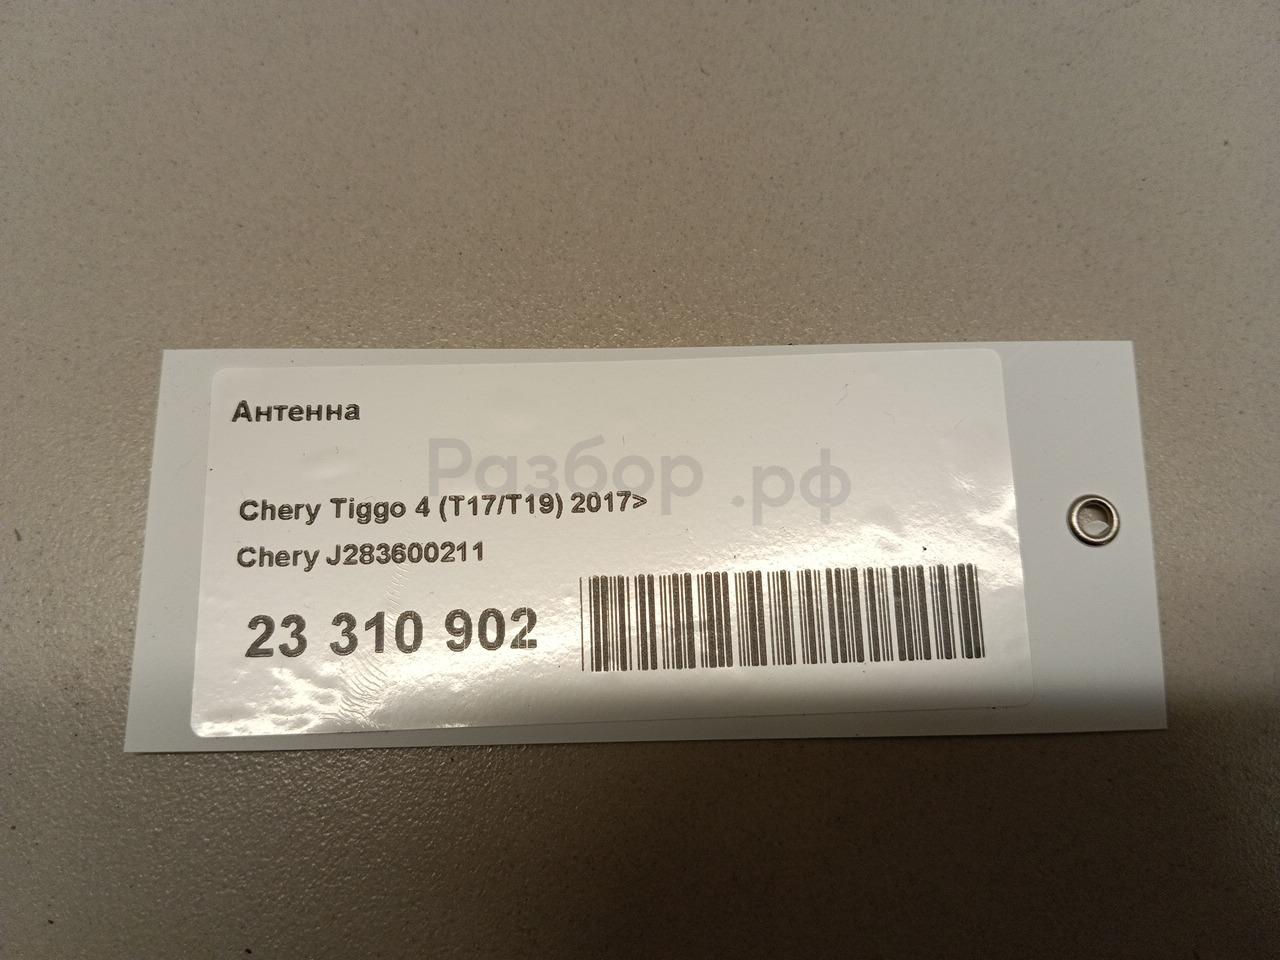 Антенна
Разбор.рф
Chery Tiggo 4 (T17/T19) 2017>
Chery J283600211
23 310 902